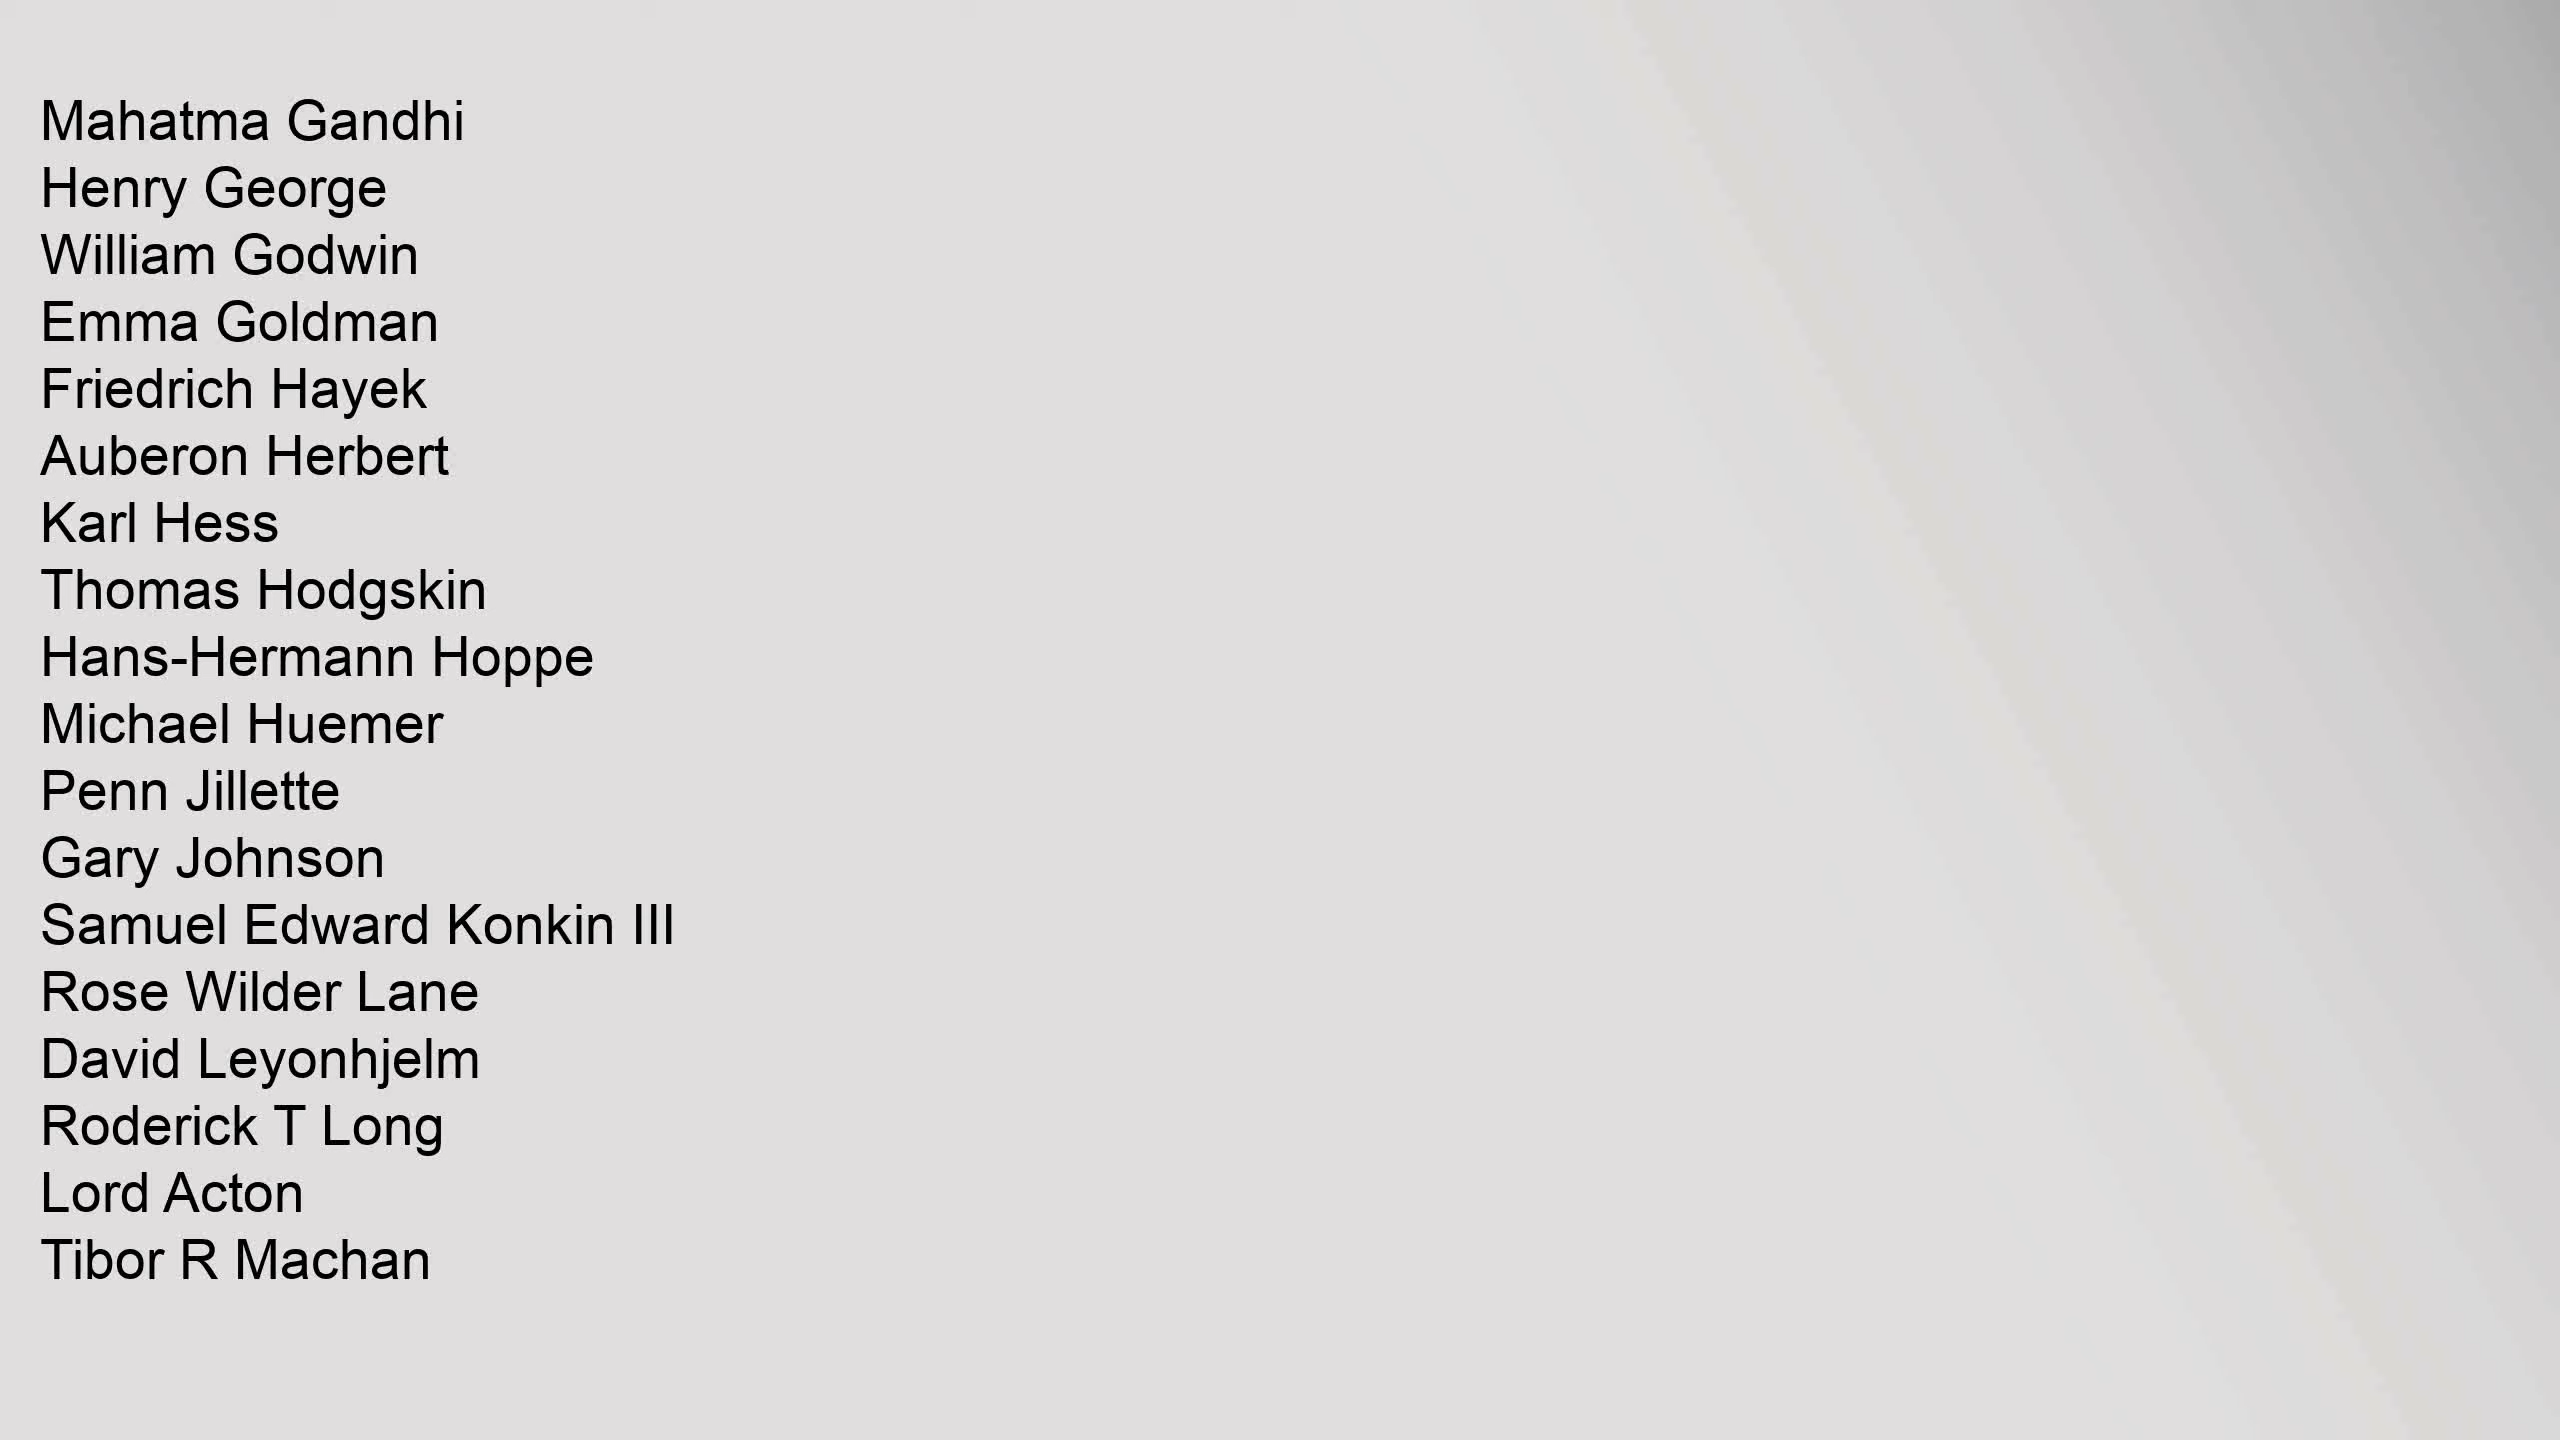 Mahatma Gandhi
Henry George
William Godwin
Emma Goldman
Friedrich Hayek
Auberon Herbert
Karl Hess
Thomas Hodgskin
Hans-Hermann Hoppe
Michael Huemer
Penn Jillette
Gary Johnson
Samuel Edward Konkin III
Rose Wilder Lane
David Leyonhjelm
Roderick T Long
Lord Acton
Tibor R Machan